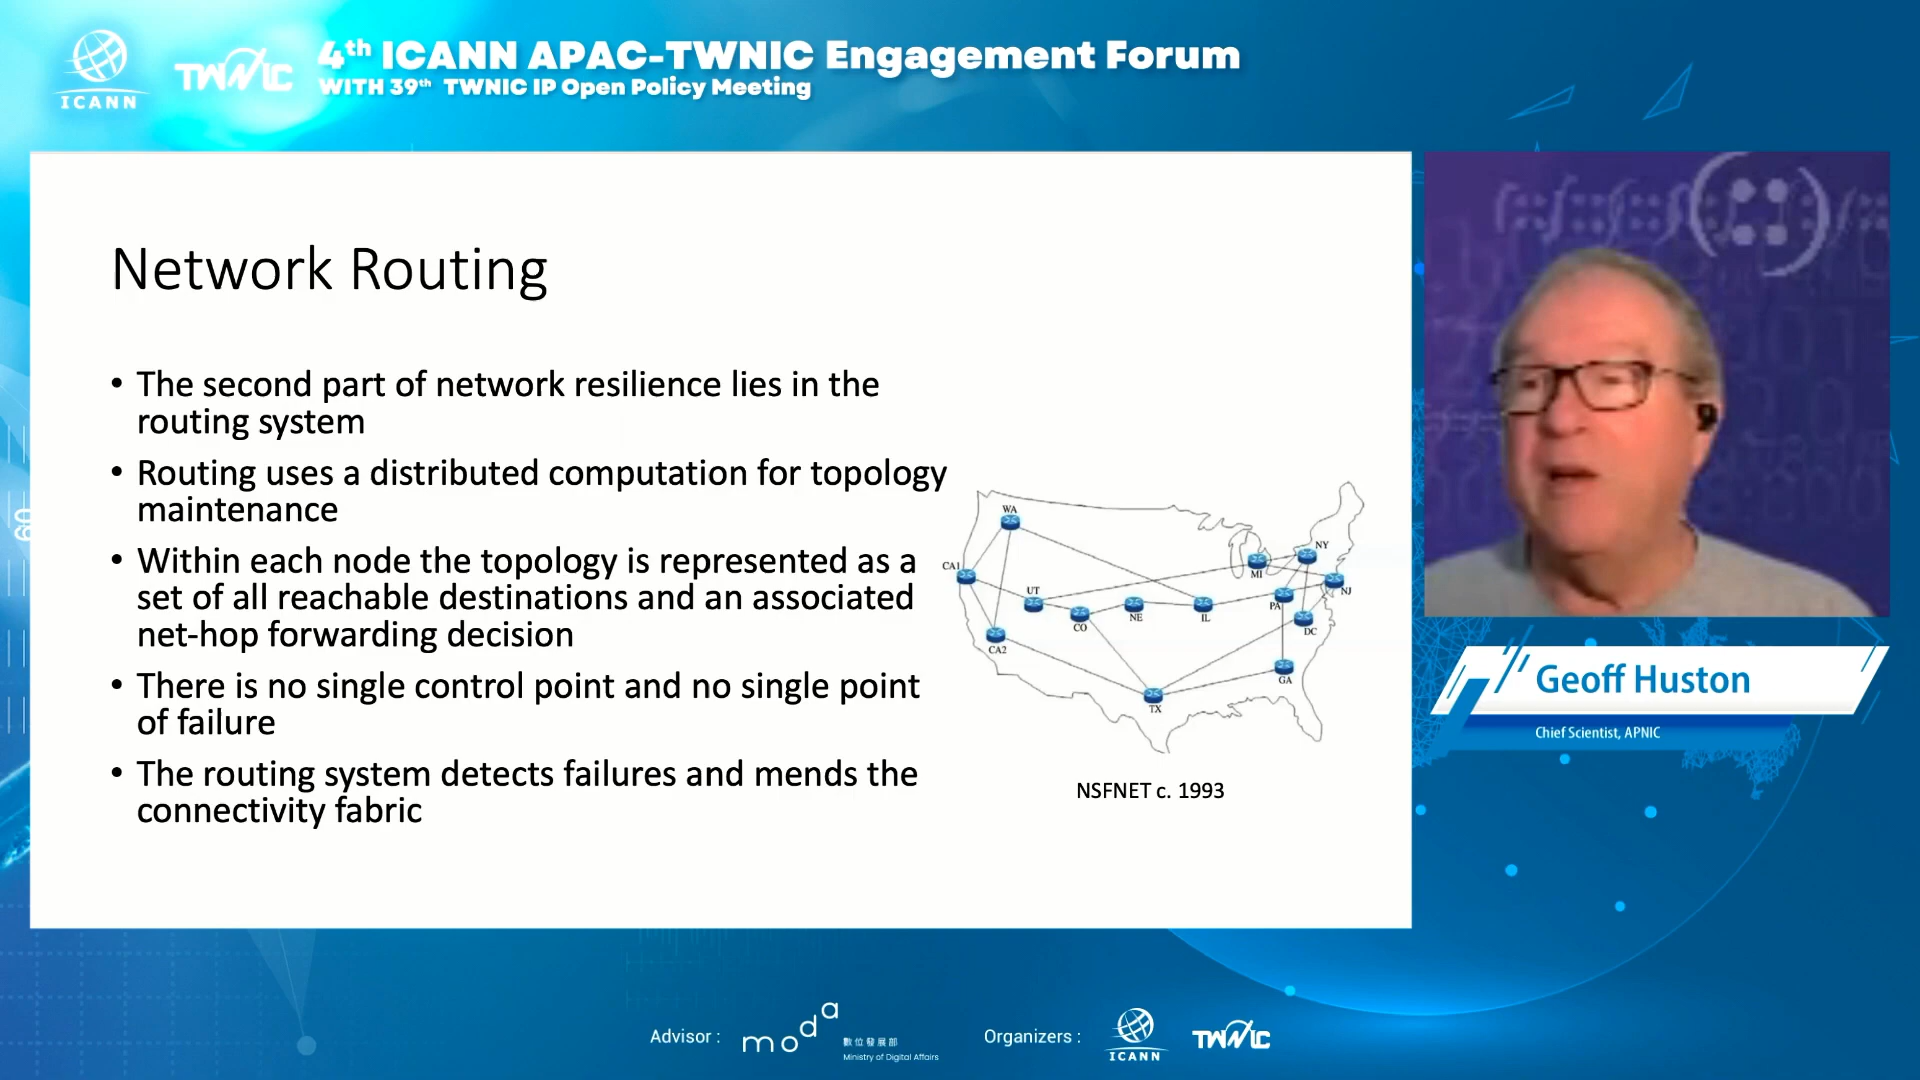 ICANN
TWNIC
4th ICANN APAC-TWNIC Engagement Forum
WITH 39th TWNIC IP Open Policy Meeting
Network Routing
• The second part of network resilience lies in the
routing system
• Routing uses a distributed computation for topology
maintenance
• Within each node the topology is represented as a
set of all reachable destinations and an associated
net-hop forwarding decision
• There is no single control point and no single point
of failure
• The routing system detects failures and mends the
connectivity fabric
WA
CA1
UT
CO
NE
IL
MI
NY
NJ
PA
DC
CA2
GA
TX
NSFNET c. 1993
Geoff Huston
Chief Scientist, APNIC
Advisor :
moda
數位發展部
Ministry of Digital Affairs
Organizers :
ICANN
TWNIC